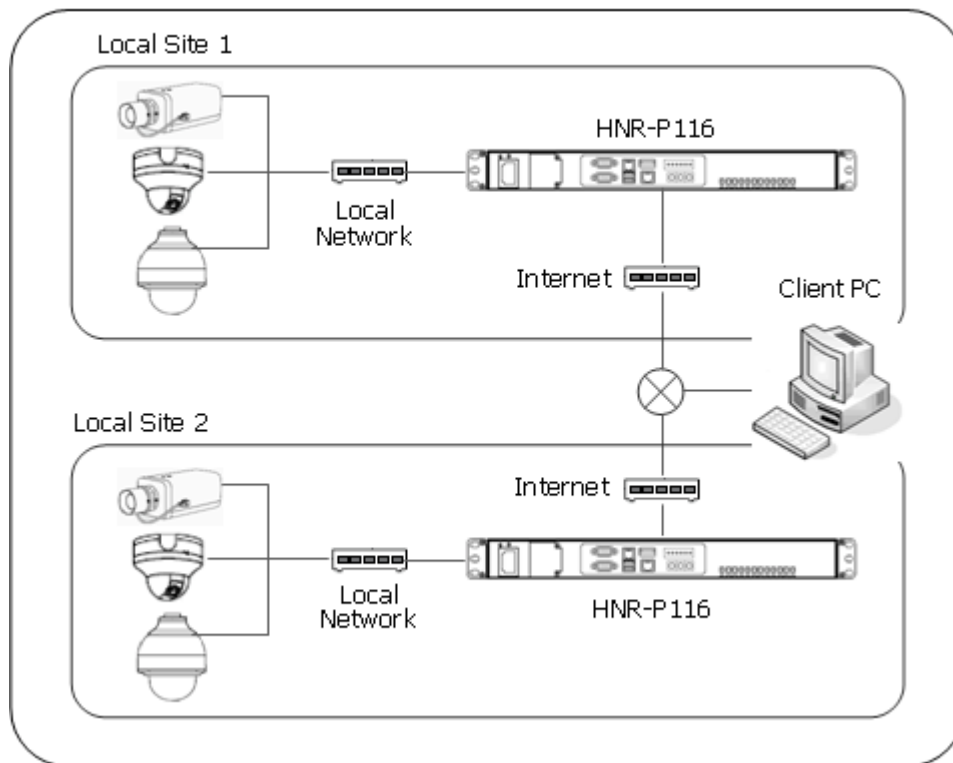 Local Site 1
HNR-P116
Local
Network
Internet
Client PC
Local Site 2
Internet
Local
Network
HNR-P116